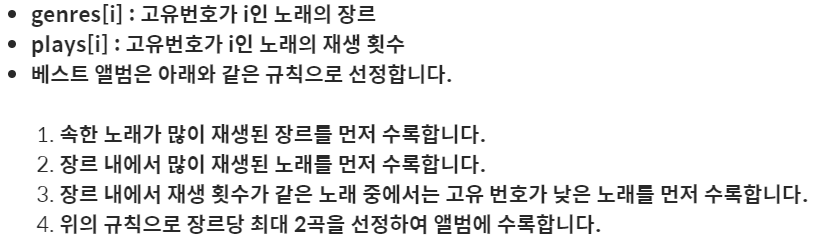 • genres[i] : 고유번호가 i인 노래의 장르
• plays[i] : 고유번호가 i인 노래의 재생 횟수
• 베스트 앨범은 아래와 같은 규칙으로 선정합니다.
1. 속한 노래가 많이 재생된 장르를 먼저 수록합니다.
2. 장르 내에서 많이 재생된 노래를 먼저 수록합니다.
3. 장르 내에서 재생 횟수가 같은 노래 중에서는 고유 번호가 낮은 노래를 먼저 수록합니다.
4. 위의 규칙으로 장르당 최대 2곡을 선정하여 앨범에 수록합니다.